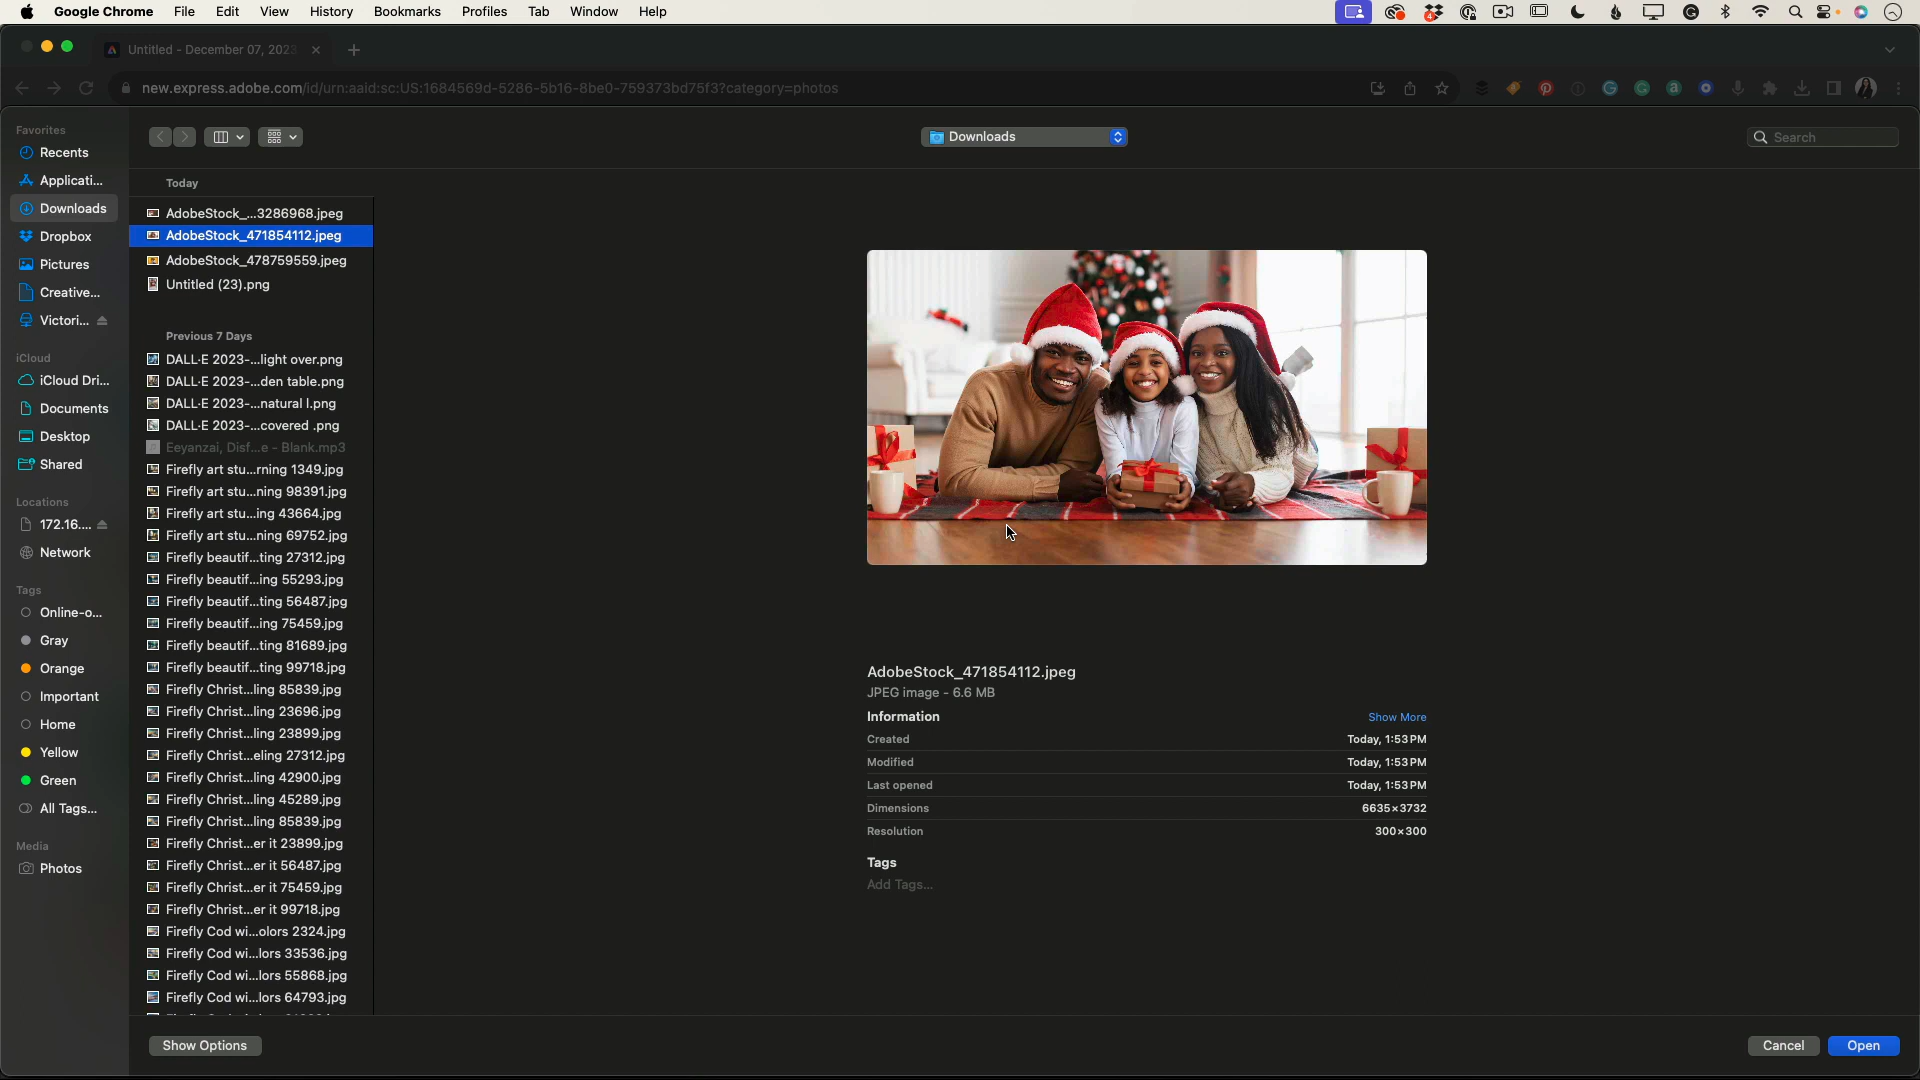 Google Chrome File Edit View History Bookmarks Profiles Tab Window Help
Untitled - December 07, 2023
new.express.adobe.com/id/urn:aaid:sc:US:1684569d-5286-5b16-8be0-759373bd75f3?category=photos
Downloads
Search
Favorites
Recents
Applicati...
Downloads
Dropbox
Pictures
Creative...
Victori...
iCloud
iCloud Dri...
Documents
Desktop
Shared
Locations
172.16....
Network
Tags
Online-o...
Gray
Orange
Important
Home
Yellow
Green
All Tags...
Media
Photos
Today
AdobeStock_...3286968.jpeg
AdobeStock_471854112.jpeg
AdobeStock_478759559.jpeg
Untitled (23).png
Previous 7 Days
DALL·E 2023-...light over.png
DALL·E 2023-...den table.png
DALL·E 2023-...natural l.png
DALL·E 2023-...covered .png
Eeyanzai, Disf...e - Blank.mp3
Firefly art stu...rning 1349.jpg
Firefly art stu...ning 98391.jpg
Firefly art stu...ing 43664.jpg
Firefly art stu...ning 69752.jpg
Firefly beautif...ting 27312.jpg
Firefly beautif...ing 55293.jpg
Firefly beautif...ting 56487.jpg
Firefly beautif...ing 75459.jpg
Firefly beautif...ting 81689.jpg
Firefly beautif...ting 99718.jpg
Firefly Christ...ling 85839.jpg
Firefly Christ...ling 23696.jpg
Firefly Christ...ling 23899.jpg
Firefly Christ...eling 27312.jpg
Firefly Christ...ling 42900.jpg
Firefly Christ...ling 45289.jpg
Firefly Christ...ling 85839.jpg
Firefly Christ...er it 23899.jpg
Firefly Christ...er it 56487.jpg
Firefly Christ...er it 75459.jpg
Firefly Christ...er it 99718.jpg
Firefly Cod wi...olors 2324.jpg
Firefly Cod wi...lors 33536.jpg
Firefly Cod wi...lors 55868.jpg
Firefly Cod wi...lors 64793.jpg
AdobeStock_471854112.jpeg
JPEG image - 6.6 MB
Information Show More
Created Today, 1:53 PM
Modified Today, 1:53 PM
Last opened Today, 1:53 PM
Dimensions 6635×3732
Resolution 300×300
Tags
Add Tags...
Show Options Cancel Open